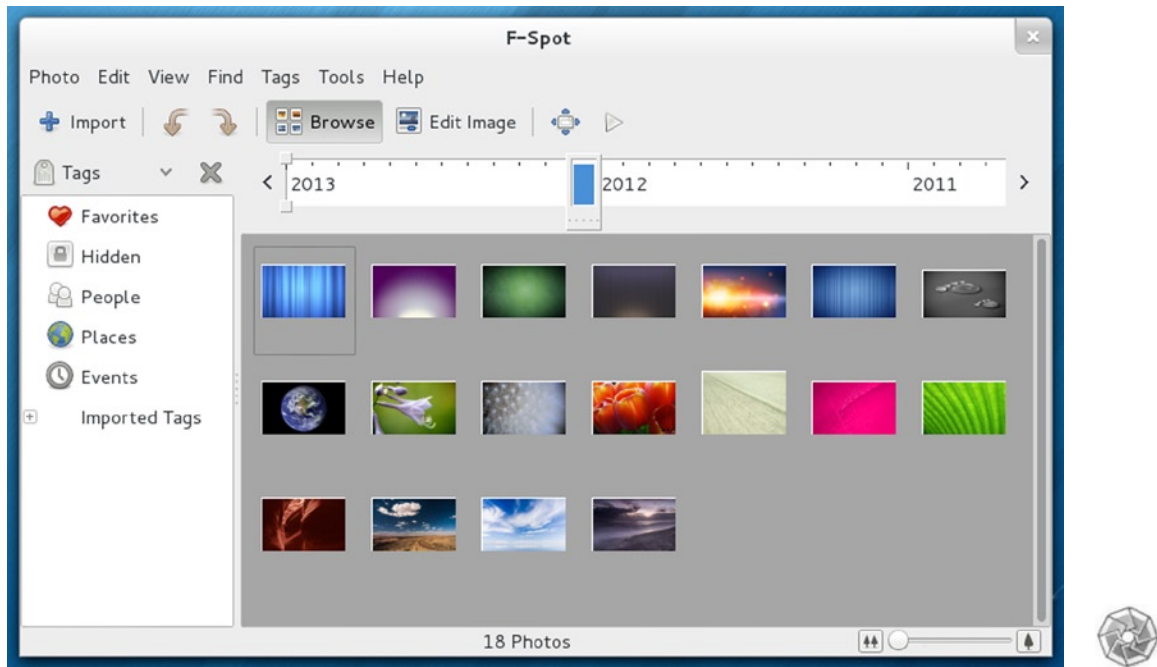 F-Spot
Photo Edit View Find Tags Tools Help
Import Browse Edit Image
Tags
2013 2012 2011
Favorites
Hidden
People
Places
Events
Imported Tags
18 Photos